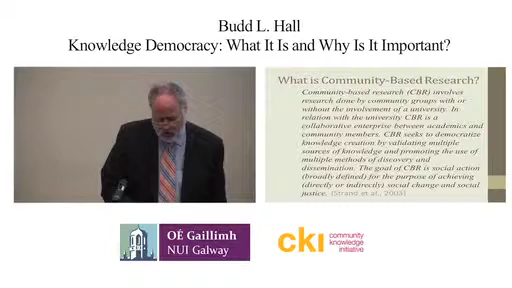 Budd L. Hall
Knowledge Democracy: What It Is and Why Is It Important?
What is Community-Based Research?
Community-based research (CBR) involves
research done by community groups with or
without the involvement of a university. In
relation with the university CBR is a
collaborative enterprise between academics and
community members. CBR seeks to democratize
knowledge creation by validating multiple
sources of knowledge and promoting the use of
multiple methods of discovery and
dissemination. The goal of CBR is social action
(broadly defined) for the purpose of achieving
(directly or indirectly) social change and social
justice. (Strand et al., 2003)
OÉ Gaillimh
NUI Galway
cki
community
knowledge
initiative